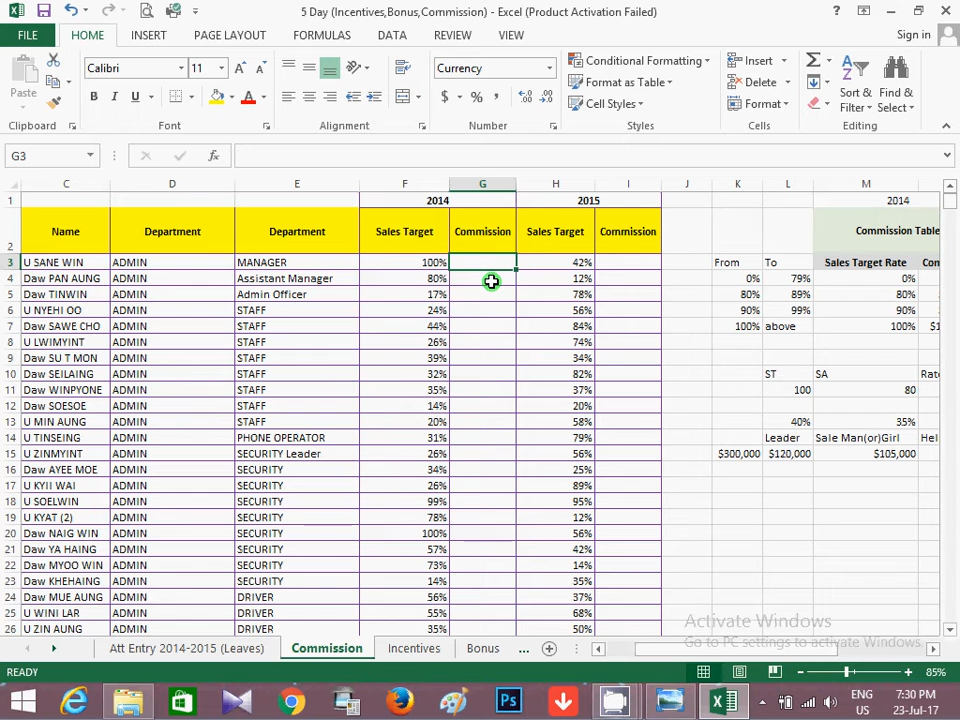 5 Day (Incentives,Bonus,Commission) - Excel (Product Activation Failed)
FILE HOME INSERT PAGE LAYOUT FORMULAS DATA REVIEW VIEW Sign in
Paste Calibri 11 Currency Conditional Formatting Insert
B I U $ % Format as Table Delete Sort & Filter Find & Select
Cell Styles Format
Clipboard Font Alignment Number Styles Cells Editing
G3
C D E F G H I J K L M
1 2014 2015 2014
2 Name Department Department Sales Target Commission Sales Target Commission Commission Table
3 U SANE WIN ADMIN MANAGER 100% 42% From To Sales Target Rate
4 Daw PAN AUNG ADMIN Assistant Manager 80% 12% 0% 79% 0%
5 Daw TINWIN ADMIN Admin Officer 17% 78% 80% 89% 80%
6 U NYEHI OO ADMIN STAFF 24% 56% 90% 99% 90%
7 Daw SAWE CHO ADMIN STAFF 44% 84% 100% above 100%
8 U LWIMYINT ADMIN STAFF 26% 74%
9 Daw SU T MON ADMIN STAFF 39% 34%
10 Daw SEILAING ADMIN STAFF 32% 82% ST SA
11 Daw WINPYONE ADMIN STAFF 35% 37% 100 80
12 Daw SOESOE ADMIN STAFF 14% 20%
13 U MIN AUNG ADMIN STAFF 20% 58% 40% 35%
14 U TINSEING ADMIN PHONE OPERATOR 31% 79% Leader Sale Man(or)Girl
15 U ZINMYINT ADMIN SECURITY Leader 26% 56% $300,000 $120,000 $105,000
16 Daw AYEE MOE ADMIN SECURITY 34% 25%
17 U KYII WAI ADMIN SECURITY 26% 89%
18 U SOELWIN ADMIN SECURITY 99% 95%
19 U KYAT (2) ADMIN SECURITY 78% 12%
20 Daw NAIG WIN ADMIN SECURITY 100% 56%
21 Daw YA HAING ADMIN SECURITY 57% 42%
22 Daw MYOO WIN ADMIN SECURITY 73% 14%
23 Daw KHEHAING ADMIN SECURITY 14% 35%
24 Daw MUE AUNG ADMIN DRIVER 56% 37%
25 U WINI LAR ADMIN DRIVER 55% 68%
26 U ZIN AUNG ADMIN DRIVER 35% 50%
Activate Windows
Go to PC settings to activate Windows.
Att Entry 2014-2015 (Leaves) Commission Incentives Bonus ...
READY 85%
ENG 7:30 PM
US 23-Jul-17